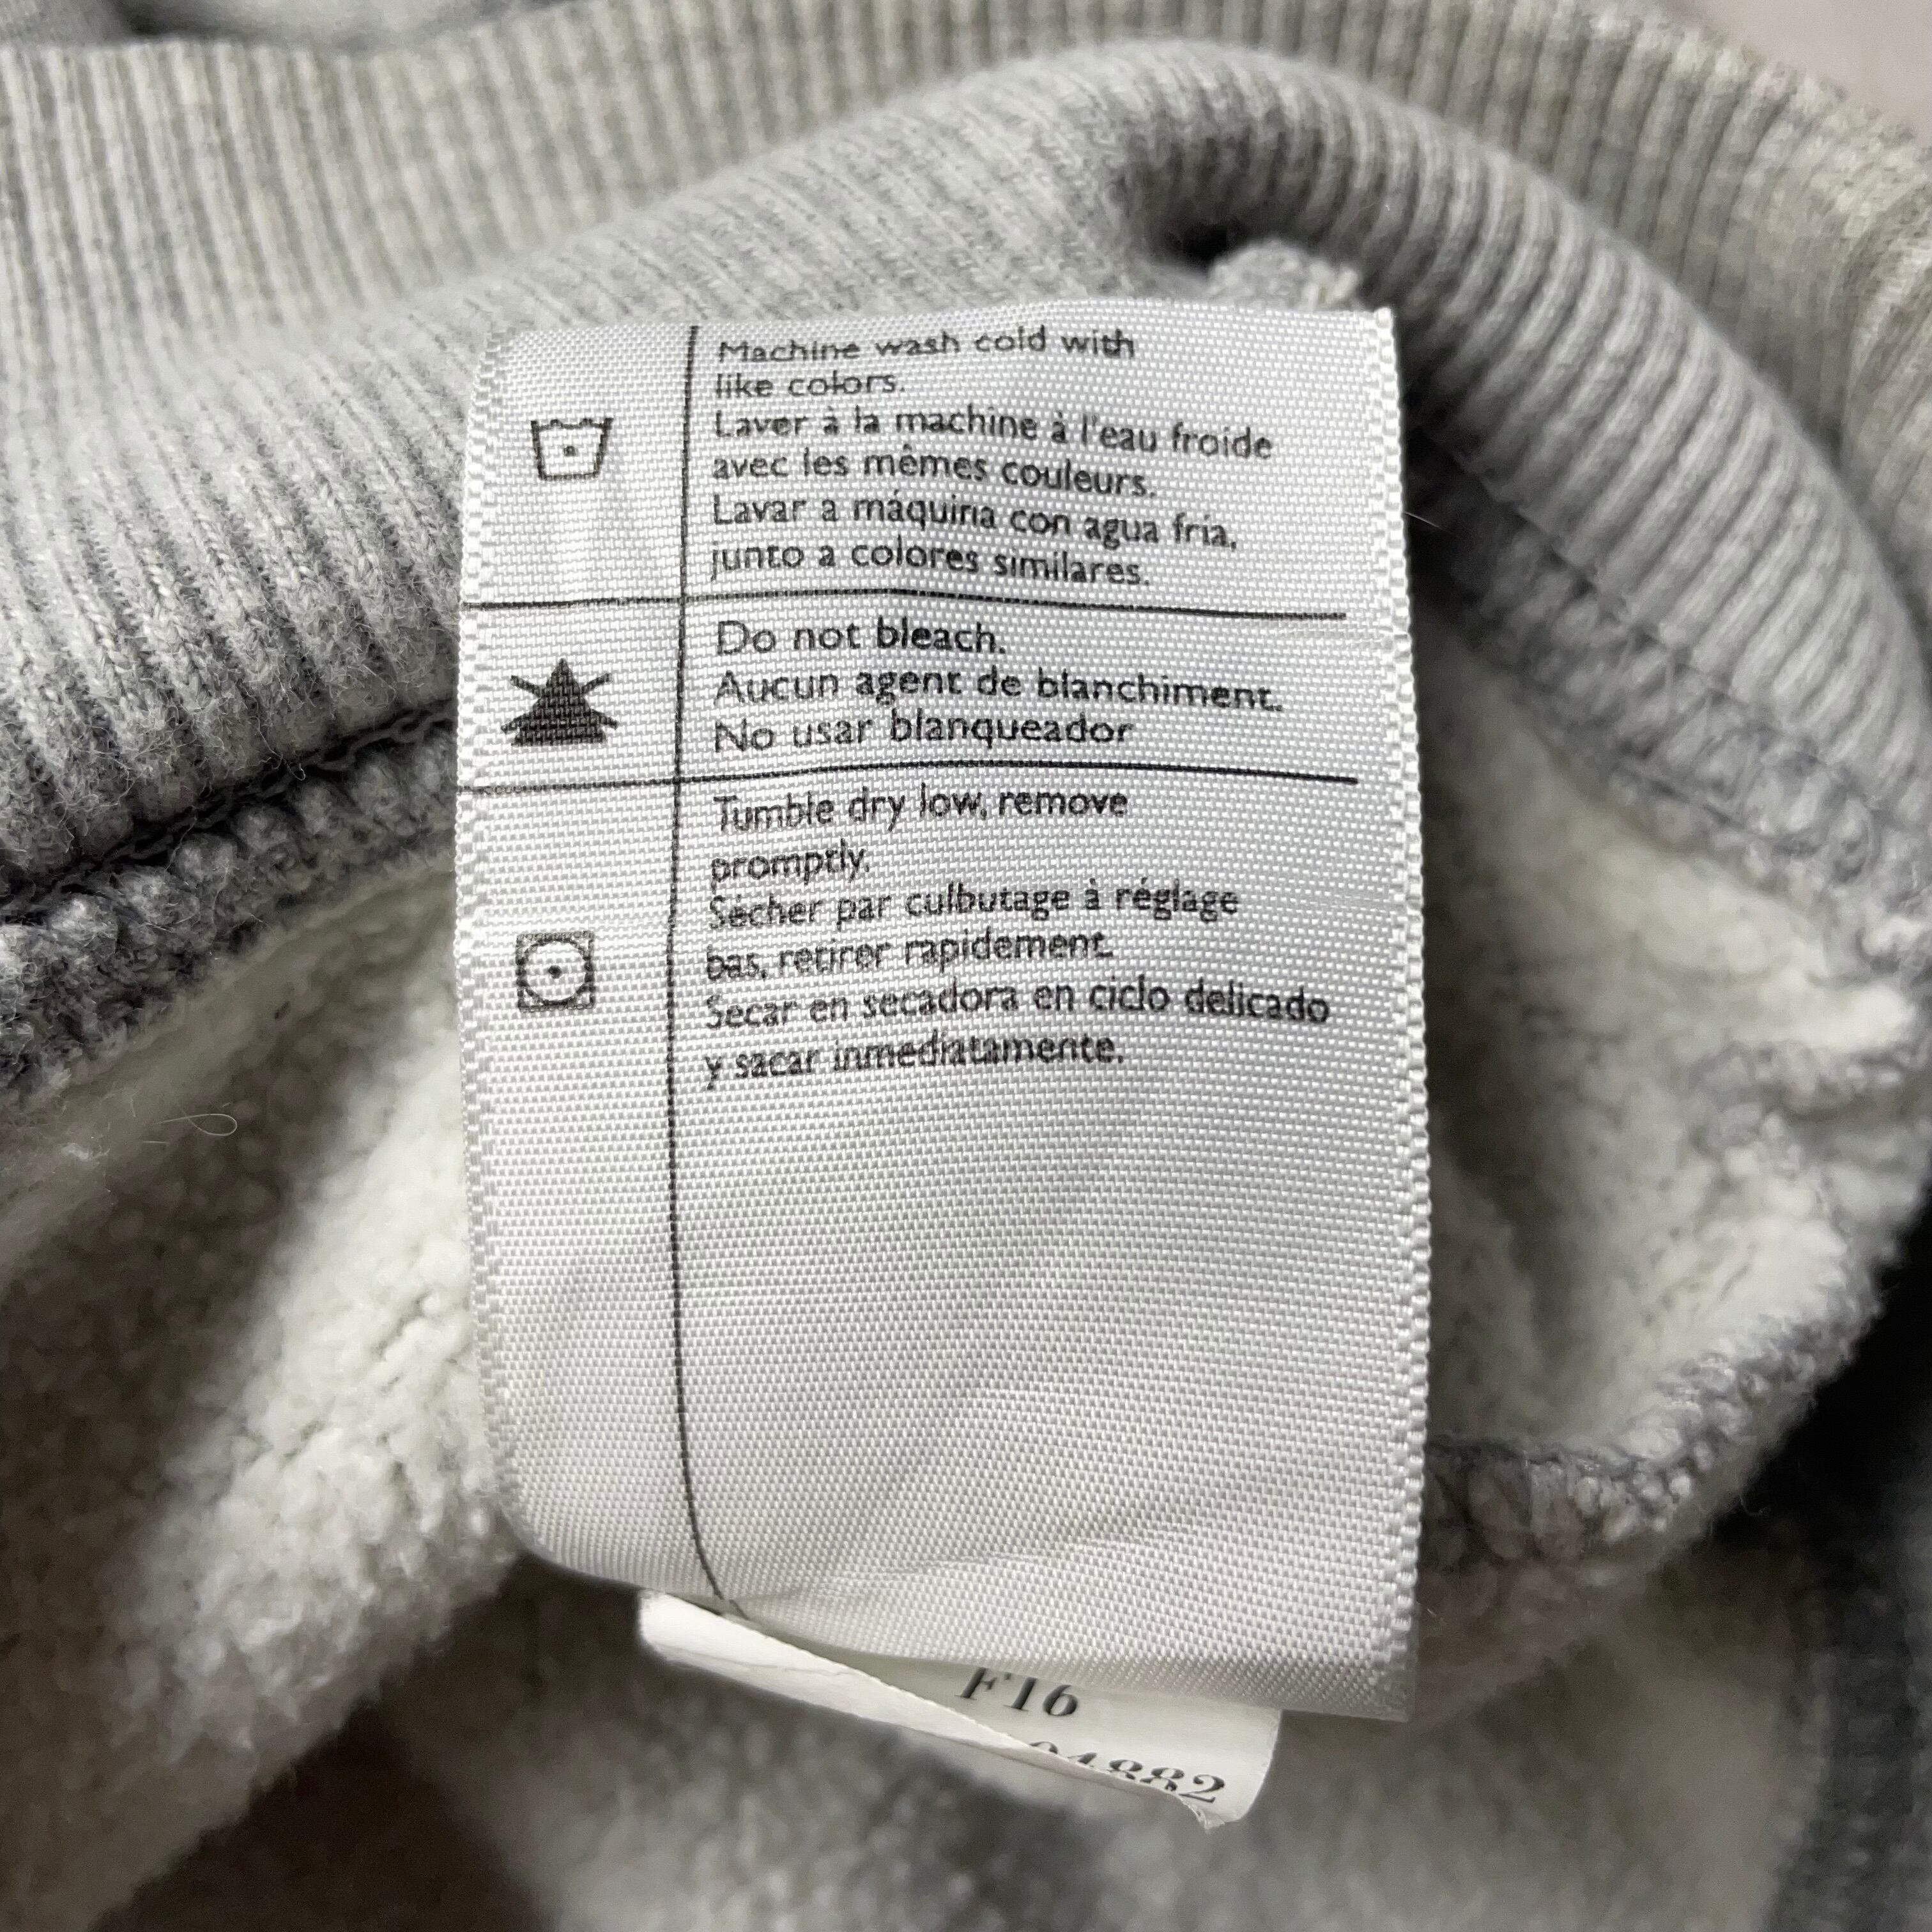 Machine wash cold with
like colors.
Laver à la machine à l'eau froide
avec les mêmes couleurs.
Lavar a máquina con agua fría,
junto a colores similares.
Do not bleach.
Aucun agent de blanchiment.
No usar blanqueador
Tumble dry low, remove
promptly.
Sécher par culbutage à réglage
bas, retirer rapidement.
Secar en secadora en ciclo delicado
y sacar inmediatamente.
F16